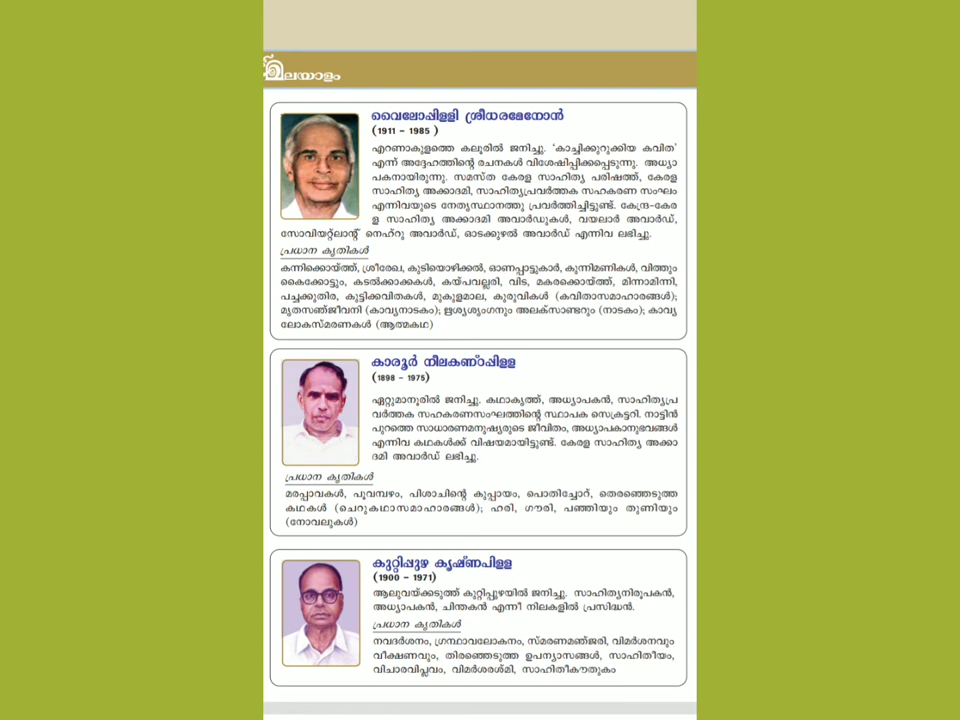 മലയാളം
വൈലോപ്പിള്ളി ശ്രീധരമേനോൻ
(1911 - 1985 )
എറണാകുളത്തെ കലൂരിൽ ജനിച്ചു. 'കാച്ചിക്കുറുക്കിയ കവിത'
എന്ന് അദ്ദേഹത്തിന്റെ രചനകൾ വിശേഷിപ്പിക്കപ്പെടുന്നു. അധ്യാ
പകനായിരുന്നു. സമസ്ത കേരള സാഹിത്യ പരിഷത്ത്, കേരള
സാഹിത്യ അക്കാദമി, സാഹിത്യപ്രവർത്തക സഹകരണ സംഘം
എന്നിവയുടെ നേതൃസ്ഥാനത്തു പ്രവർത്തിച്ചിട്ടുണ്ട്. കേന്ദ്ര-കേര
ള സാഹിത്യ അക്കാദമി അവാർഡുകൾ, വയലാർ അവാർഡ്,
സോവിയറ്റ്‌ലാന്റ് നെഹ്‌റു അവാർഡ്, ഓടക്കുഴൽ അവാർഡ് എന്നിവ ലഭിച്ചു.
പ്രധാന കൃതികൾ
കന്നിക്കൊയ്ത്ത്, ശ്രീരേഖ, കുടിയൊഴിക്കൽ, ഓണപ്പാട്ടുകാർ, കുന്നിമണികൾ, വിത്തും
കൈക്കോട്ടും, കടൽക്കാക്കകൾ, കയ്പവല്ലരി, വിട, മകരക്കൊയ്ത്ത്, മിന്നാമിന്നി,
പച്ചക്കുതിര, കുട്ടിക്കവിതകൾ, മുകുളമാല, കുരുവികൾ (കവിതാസമാഹാരങ്ങൾ);
മൃതസഞ്ജീവനി (കാവ്യനാടകം); ഋശ്യശൃംഗനും അലക്സാണ്ടറും (നാടകം); കാവ്യ
ലോകസ്മരണകൾ (ആത്മകഥ)
കാരൂർ നീലകണ്ഠപ്പിള്ള
(1898 - 1975)
ഏറ്റുമാനൂരിൽ ജനിച്ചു. കഥാകൃത്ത്, അധ്യാപകൻ, സാഹിത്യപ്ര
വർത്തക സഹകരണസംഘത്തിന്റെ സ്ഥാപക സെക്രട്ടറി. നാട്ടിൻ
പുറത്തെ സാധാരണമനുഷ്യരുടെ ജീവിതം, അധ്യാപകാനുഭവങ്ങൾ
എന്നിവ കഥകൾക്ക് വിഷയമായിട്ടുണ്ട്. കേരള സാഹിത്യ അക്കാ
ദമി അവാർഡ് ലഭിച്ചു.
പ്രധാന കൃതികൾ
മരപ്പാവകൾ, പൂവമ്പഴം, പിശാചിന്റെ കുപ്പായം, പൊതിച്ചോറ്, തെരഞ്ഞെടുത്ത
കഥകൾ (ചെറുകഥാസമാഹാരങ്ങൾ); ഹരി, ഗൗരി, പഞ്ഞിയും തുണിയും
(നോവലുകൾ)
കുറ്റിപ്പുഴ കൃഷ്ണപിള്ള
(1900 - 1971)
ആലുവയ്ക്കടുത്ത് കുറ്റിപ്പുഴയിൽ ജനിച്ചു. സാഹിത്യനിരൂപകൻ,
അധ്യാപകൻ, ചിന്തകൻ എന്നീ നിലകളിൽ പ്രസിദ്ധൻ.
പ്രധാന കൃതികൾ
നവദർശനം, ഗ്രന്ഥാവലോകനം, സ്മരണമഞ്ജരി, വിമർശനവും
വീക്ഷണവും, തിരഞ്ഞെടുത്ത ഉപന്യാസങ്ങൾ, സാഹിതീയം,
വിചാരവിപ്ലവം, വിമർശരശ്മി, സാഹിതീകൗതുകം